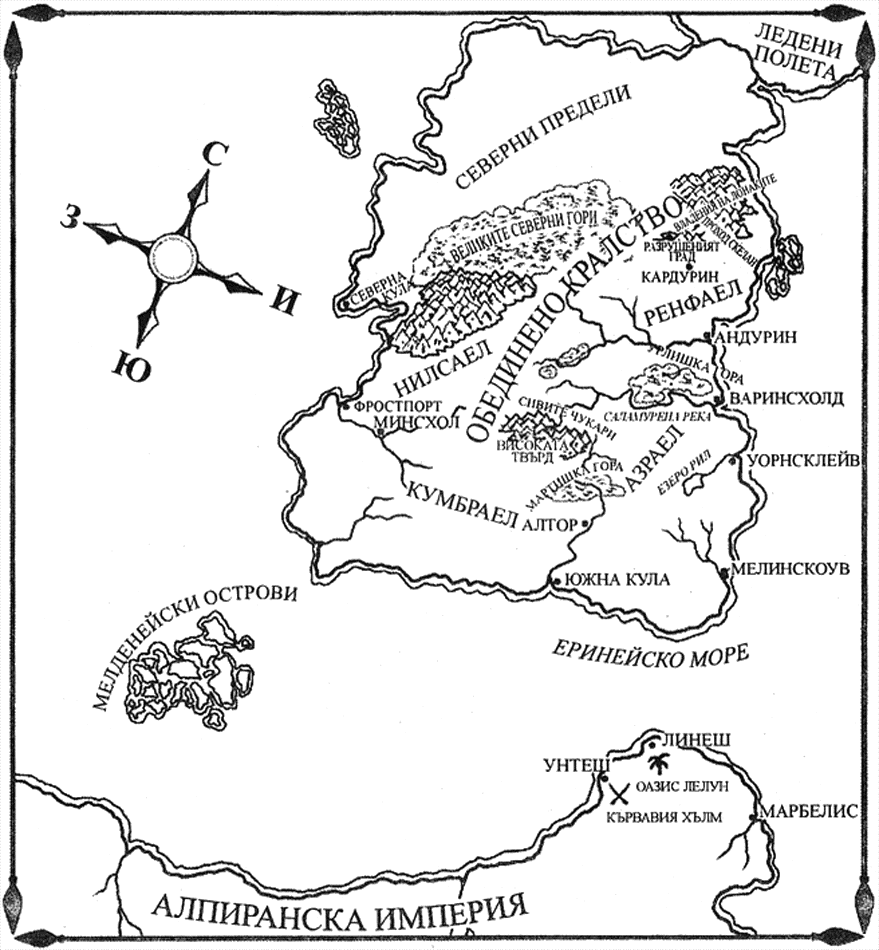 ЛЕДЕНИ
ПОЛЕТА
СЕВЕРНИ ПРЕДЕЛИ
С
З
И
Ю
ВЕЛИКИТЕ СЕВЕРНИ ГОРИ
ВЛАДЕНИЯ НА ЛОНАКИТЕ
ПРОХОД СКЕЛАН
РАЗРУШЕНИЯТ
ГРАД
КАРДУРИН
СЕВЕРНА
КУЛА
ОБЕДИНЕНО КРАЛСТВО
РЕНФАЕЛ
АНДУРИН
НИЛСАЕЛ
УРЛИШКА ГОРА
ВАРИНСХОЛД
ФРОСТПОРТ
МИНСХОЛ
СИВИТЕ ЧУКАРИ
САЛАМУРЕНА РЕКА
ВИСОКАТА
ТВЪРД
АЗРАЕЛ
УОРНСКЛЕЙВ
МАРТИШКА ГОРА
ЕЗЕРО РИЛ
КУМБРАЕЛ
АЛТОР
ЮЖНА КУЛА
МЕЛИНСКОУВ
МЕЛДЕНЕЙСКИ ОСТРОВИ
ЕРИНЕЙСКО МОРЕ
ЛИНЕШ
УНТЕШ
ОАЗИС ЛЕЛУН
КЪРВАВИЯ ХЪЛМ
МАРБЕЛИС
АЛПИРАНСКА ИМПЕРИЯ